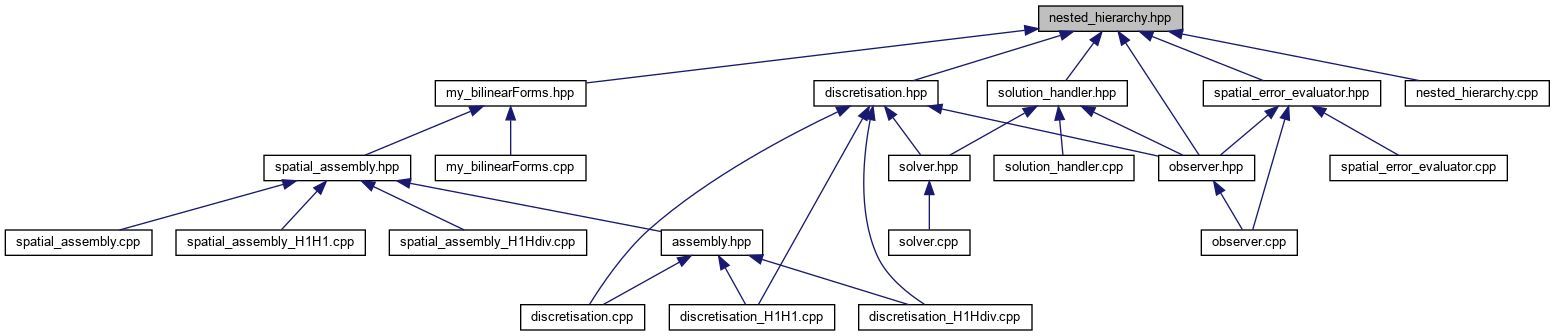 nested_hierarchy.hpp
my_bilinearForms.hpp
discretisation.hpp
solution_handler.hpp
spatial_error_evaluator.hpp
nested_hierarchy.cpp
spatial_assembly.hpp
my_bilinearForms.cpp
solver.hpp
solution_handler.cpp
observer.hpp
spatial_error_evaluator.cpp
spatial_assembly.cpp
spatial_assembly_H1H1.cpp
spatial_assembly_H1Hdiv.cpp
assembly.hpp
solver.cpp
observer.cpp
discretisation.cpp
discretisation_H1H1.cpp
discretisation_H1Hdiv.cpp